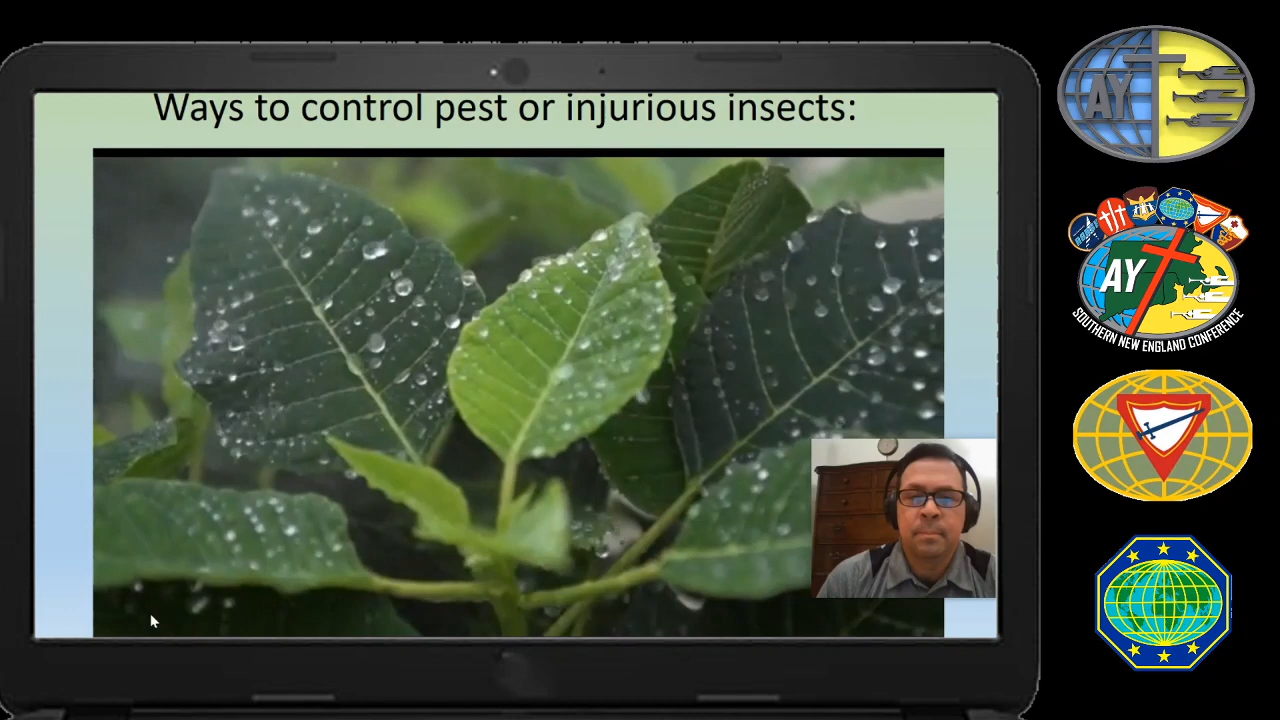 Ways to control pest or injurious insects:
AY
AY
SOUTHERN NEW ENGLAND CONFERENCE